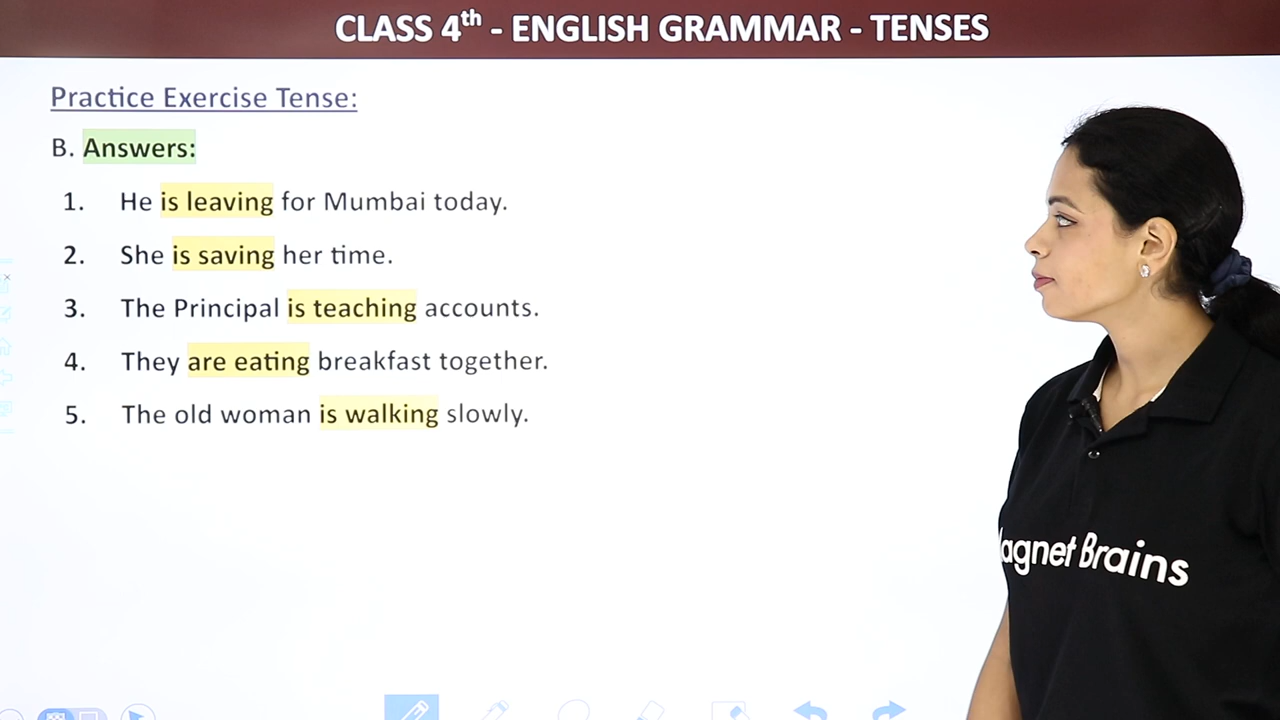 CLASS 4th - ENGLISH GRAMMAR - TENSES
Practice Exercise Tense:
B. Answers:
1. He is leaving for Mumbai today.
2. She is saving her time.
3. The Principal is teaching accounts.
4. They are eating breakfast together.
5. The old woman is walking slowly.
agnet Brains